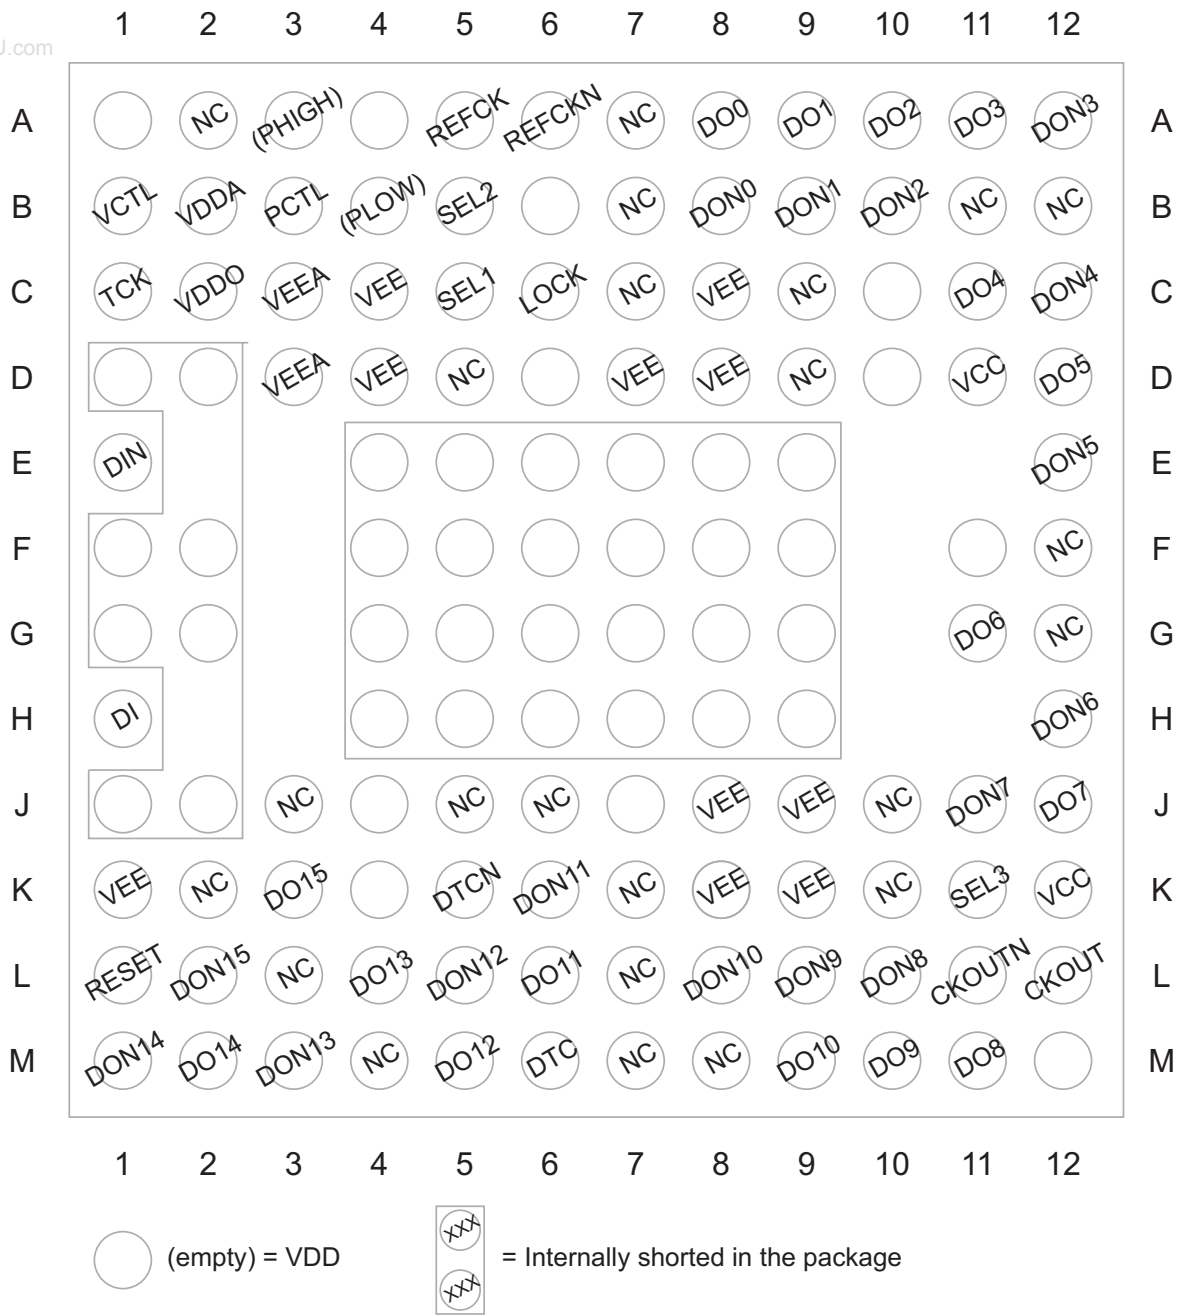 1 2 3 4 5 6 7 8 9 10 11 12
J.com
A NC (PHIGH) REFCK REFCKN NC DO0 DO1 DO2 DO3 DON3 A
B VCTL VDDA PCTL (PLOW) SEL2 NC DON0 DON1 DON2 NC NC B
C TCK VDDO VEEA VEE SEL1 LOCK NC VEE NC DO4 DON4 C
D VEEA VEE NC VEE VEE NC VCC DO5 D
E DIN DON5 E
F NC F
G DO6 NC G
H DI DON6 H
J NC NC NC VEE VEE NC DON7 DO7 J
K VEE NC DO15 DTCN DON11 NC VEE VEE NC SEL3 VCC K
L RESET DON15 NC DO13 DON12 DO11 NC DON10 DON9 DON8 CKOUTN CKOUT L
M DON14 DO14 DON13 NC DO12 DTC NC NC DO10 DO9 DO8 M
1 2 3 4 5 6 7 8 9 10 11 12
(empty) = VDD
XXX
= Internally shorted in the package
XXX